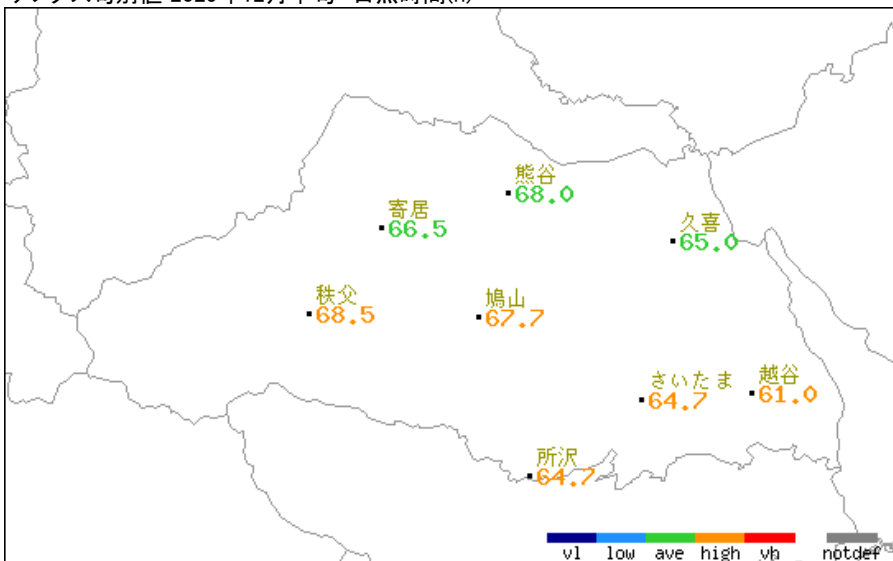 熊谷
68.0
寄居
66.5
久喜
65.0
秩父
68.5
鳩山
67.7
さいたま
64.7
越谷
61.0
所沢
64.7
vl low ave high vh notdef